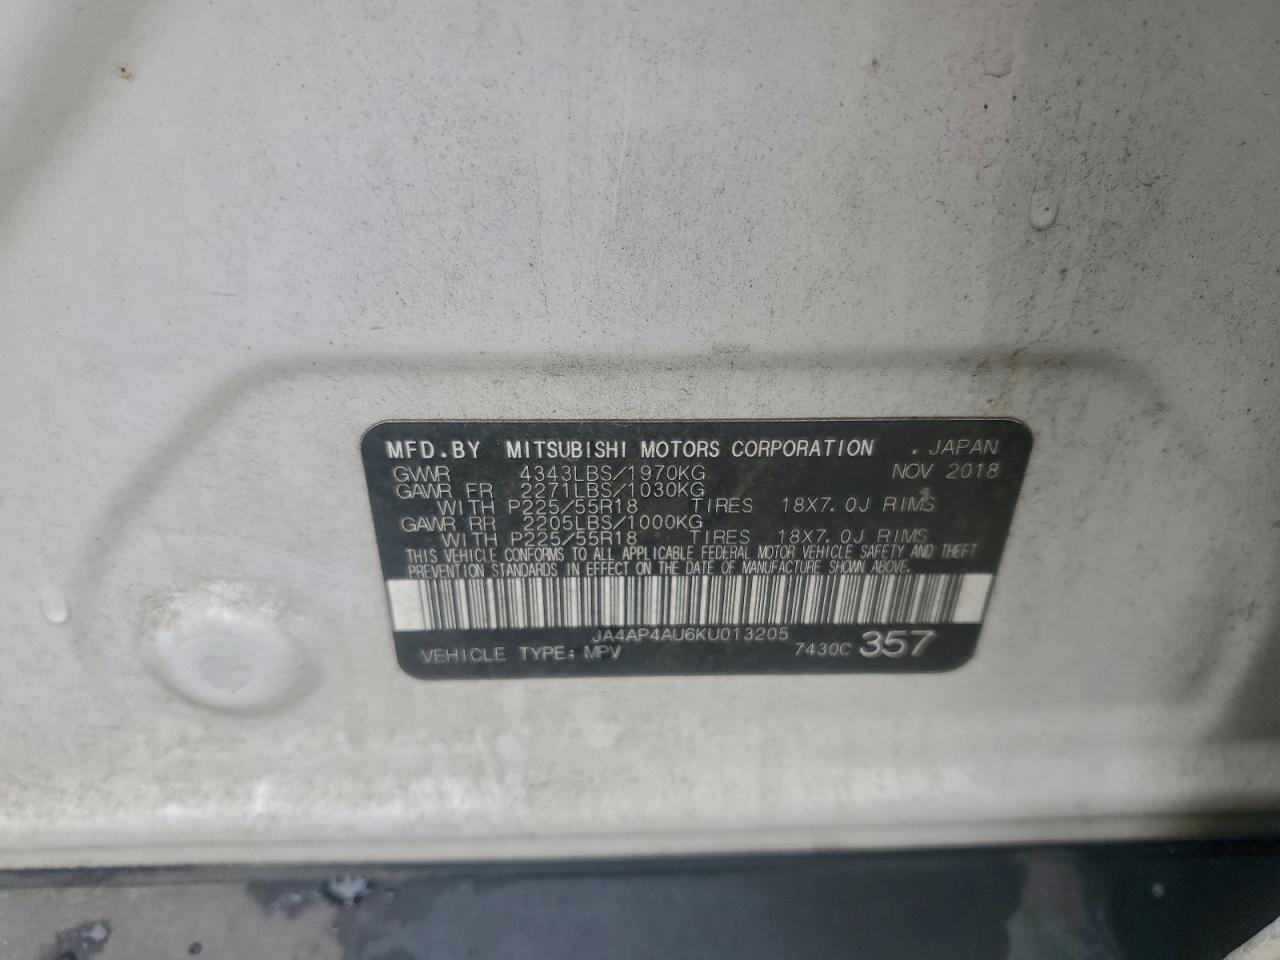 MFD.BY MITSUBISHI MOTORS CORPORATION . JAPAN
GVWR 4343LBS/1970KG NOV 2018
GAWR FR 2271LBS/1030KG
WITH P225/55R18 TIRES 18X7.0J RIMS
GAWR RR 2205LBS/1000KG
WITH P225/55R18 TIRES 18X7.0J RIMS
THIS VEHICLE CONFORMS TO ALL APPLICABLE FEDERAL MOTOR VEHICLE SAFETY AND THEFT
PREVENTION STANDARDS IN EFFECT ON THE DATE OF MANUFACTURE SHOWN ABOVE.
JA4AP4AU6KU013205
VEHICLE TYPE: MPV 7430C 357